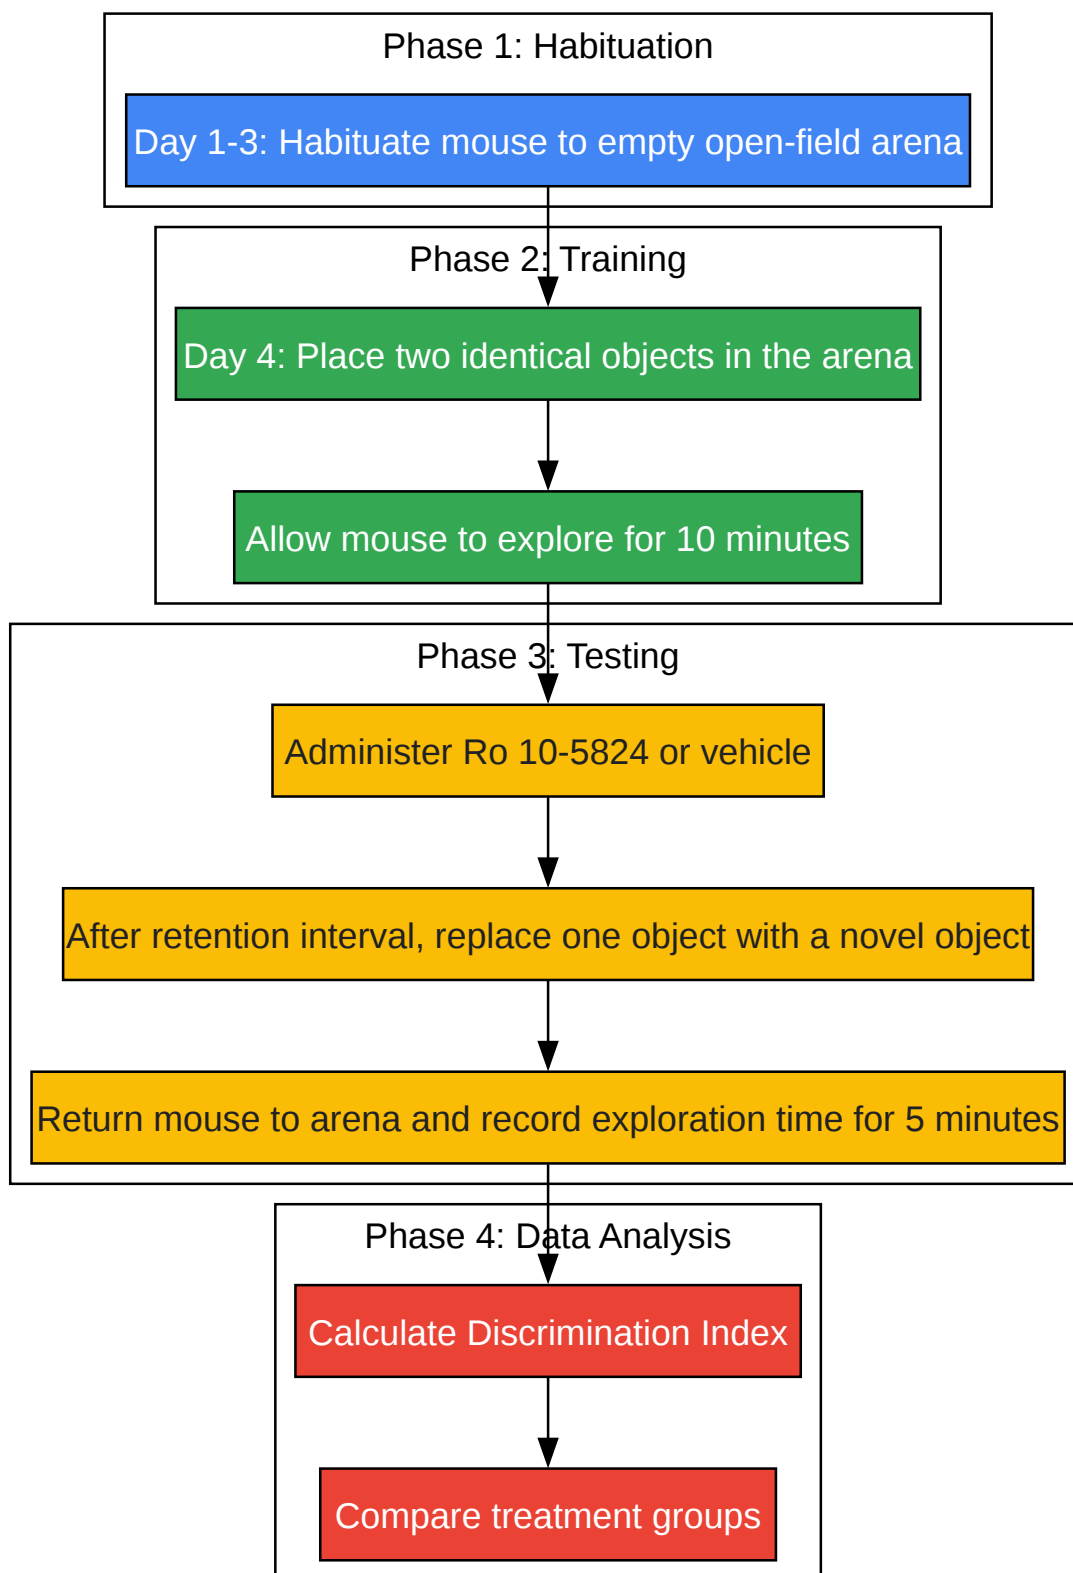 Phase 1: Habituation
Day 1-3: Habituate mouse to empty open-field arena
Phase 2: Training
Day 4: Place two identical objects in the arena
Allow mouse to explore for 10 minutes
Phase 3: Testing
Administer Ro 10-5824 or vehicle
After retention interval, replace one object with a novel object
Return mouse to arena and record exploration time for 5 minutes
Phase 4: Data Analysis
Calculate Discrimination Index
Compare treatment groups